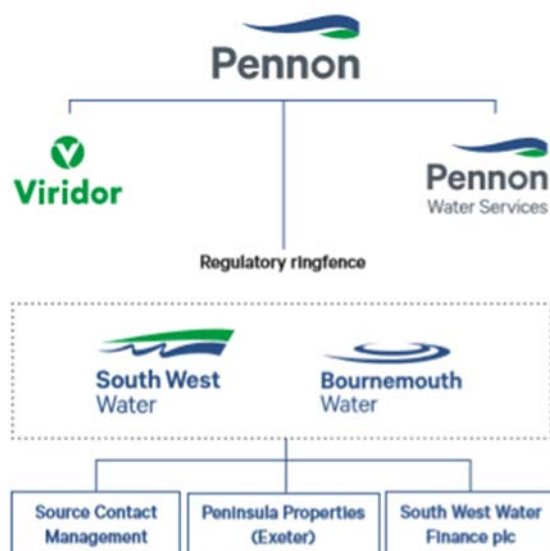 Pennon
Viridor
Pennon
Water Services
Regulatory ringfence
South West
Water
Bournemouth
Water
Source Contact
Management
Peninsula Properties
(Exeter)
South West Water
Finance plc